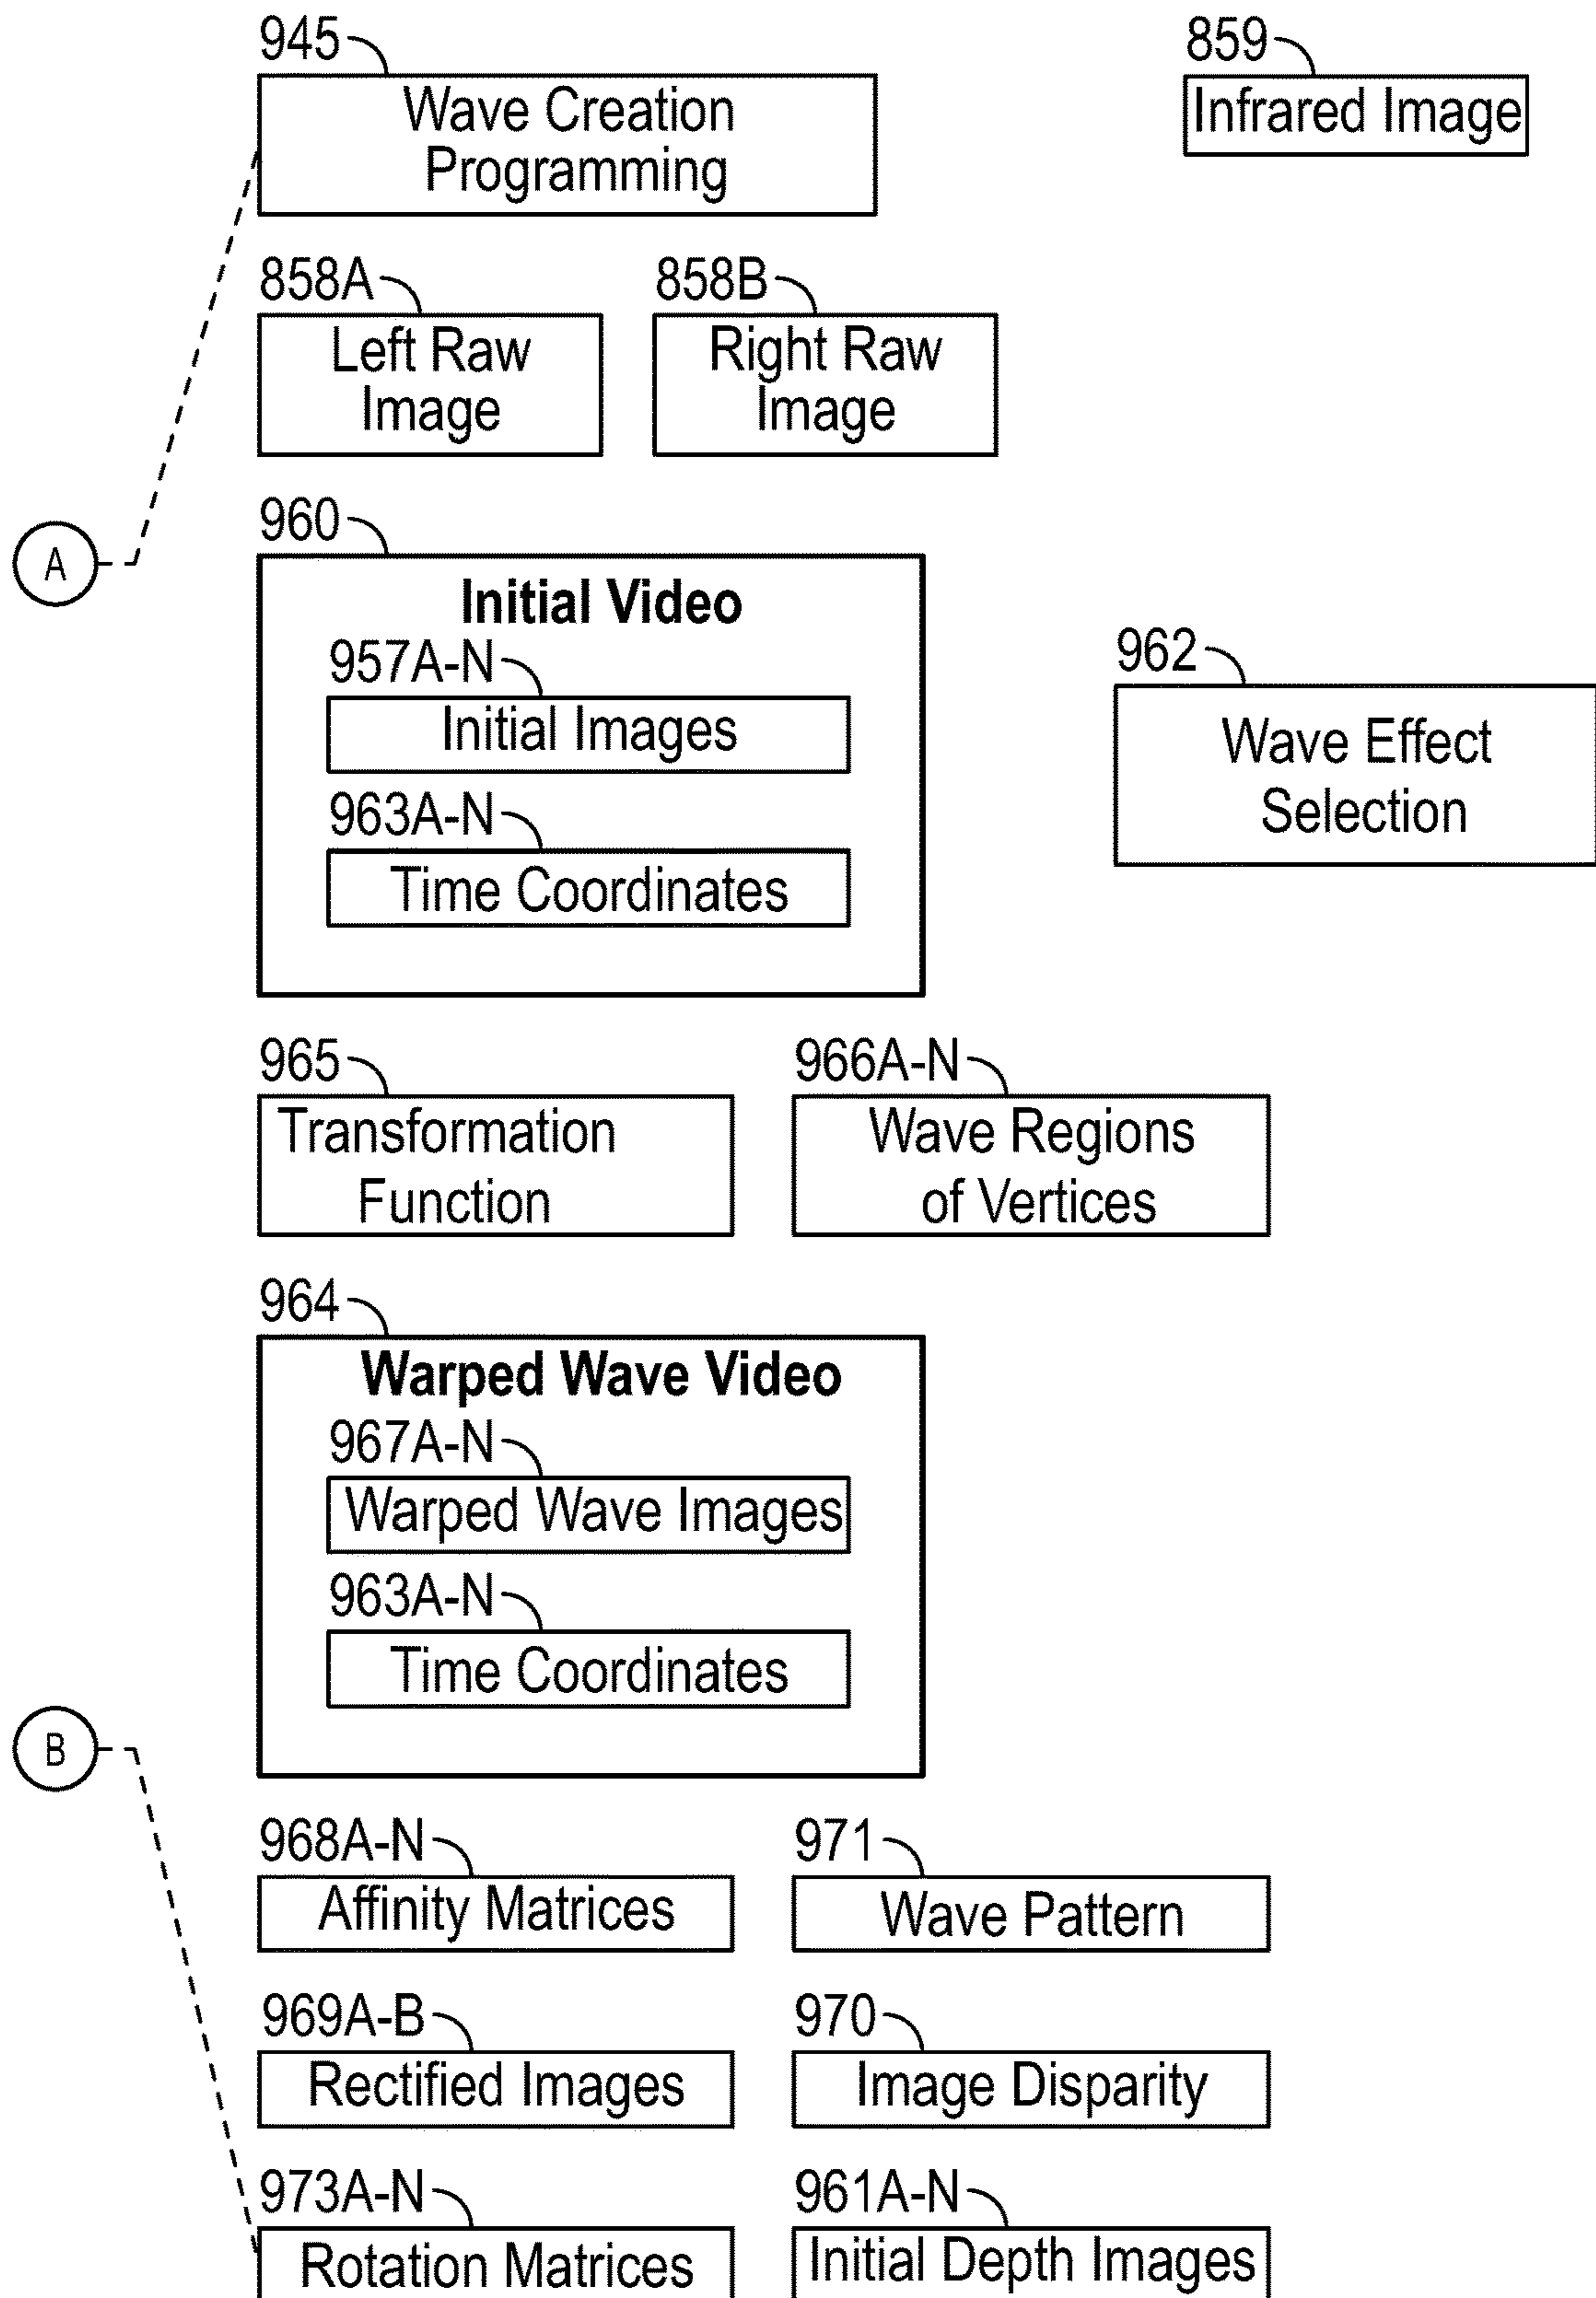 945
859
Wave Creation
Programming
Infrared Image
858A
858B
Left Raw
Image
Right Raw
Image
A
960
Initial Video
957A-N
Initial Images
963A-N
Time Coordinates
962
Wave Effect
Selection
965
966A-N
Transformation
Function
Wave Regions
of Vertices
964
Warped Wave Video
967A-N
Warped Wave Images
963A-N
Time Coordinates
B
968A-N
971
Affinity Matrices
Wave Pattern
969A-B
970
Rectified Images
Image Disparity
973A-N
961A-N
Rotation Matrices
Initial Depth Images